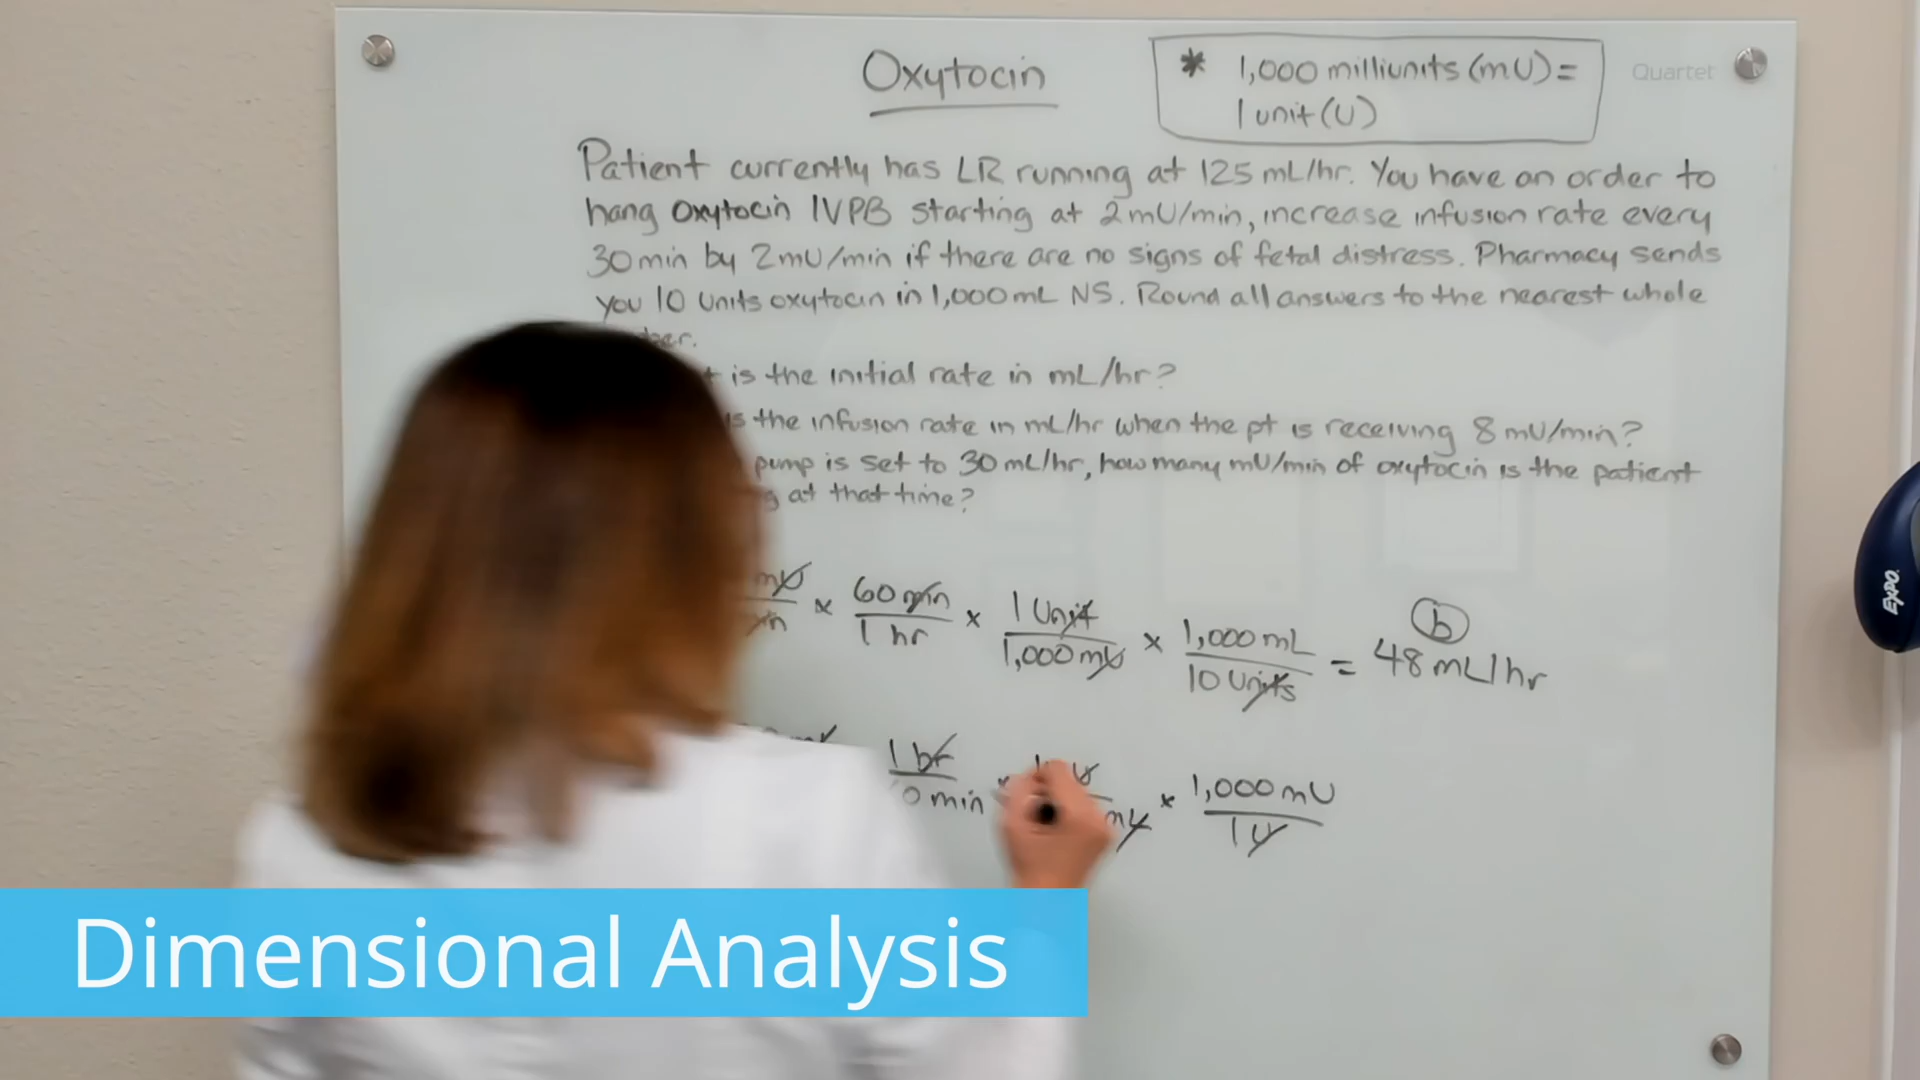 Oxytocin
* 1,000 milliunits (mU) =
1 unit (U)
Quartet
Patient currently has LR running at 125 mL/hr. You have an order to
hang Oxytocin IVPB starting at 2 mU/min, increase infusion rate every
30 min by 2 mU/min if there are no signs of fetal distress. Pharmacy sends
you 10 units oxytocin in 1,000 mL NS. Round all answers to the nearest whole
is the initial rate in mL/hr?
the infusion rate in mL/hr when the pt is receiving 8 mU/min?
pump is set to 30 mL/hr, how many mU/min of oxytocin is the patient
at that time?
mU × 60 min × 1 Unit × 1,000 mL = 48 mL/hr
b
1 hr 1,000 mU 10 Units
1 hr × 1,000 mU
min 1 U
EXPO
Dimensional Analysis